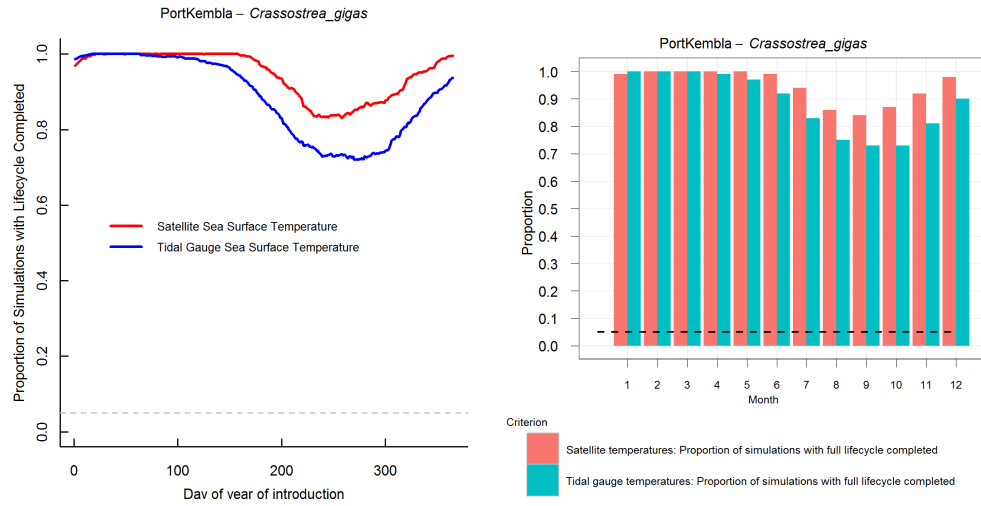 PortKembla – Crassostrea_gigas
Proportion of Simulations with Lifecycle Completed
1.0
0.8
0.6
0.4
0.2
0.0
Satellite Sea Surface Temperature
Tidal Gauge Sea Surface Temperature
0 100 200 300
Day of year of introduction
PortKembla – Crassostrea_gigas
Proportion
1.0
0.9
0.8
0.7
0.6
0.5
0.4
0.3
0.2
0.1
0.0
1 2 3 4 5 6 7 8 9 10 11 12
Month
Criterion
Satellite temperatures: Proportion of simulations with full lifecycle completed
Tidal gauge temperatures: Proportion of simulations with full lifecycle completed